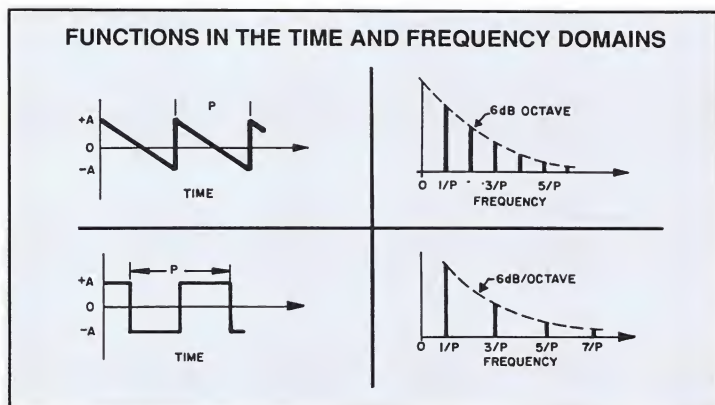 FUNCTIONS IN THE TIME AND FREQUENCY DOMAINS
P
+A
0
-A
TIME
6dB OCTAVE
0 1/P 3/P 5/P
FREQUENCY
P
+A
0
-A
TIME
6dB/OCTAVE
0 1/P 3/P 5/P 7/P
FREQUENCY